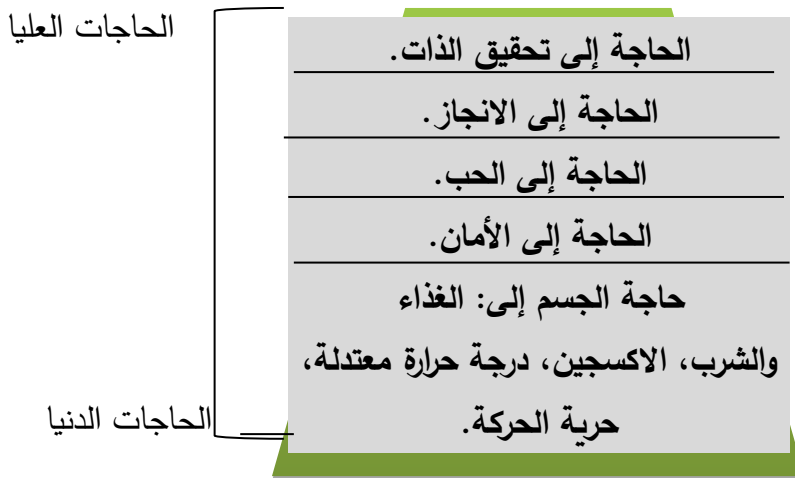 الحاجات العليا
الحاجة إلى تحقيق الذات.
الحاجة إلى الانجاز.
الحاجة إلى الحب.
الحاجة إلى الأمان.
حاجة الجسم إلى: الغذاء
والشرب، الاكسجين، درجة حرارة معتدلة،
حرية الحركة.
الحاجات الدنيا